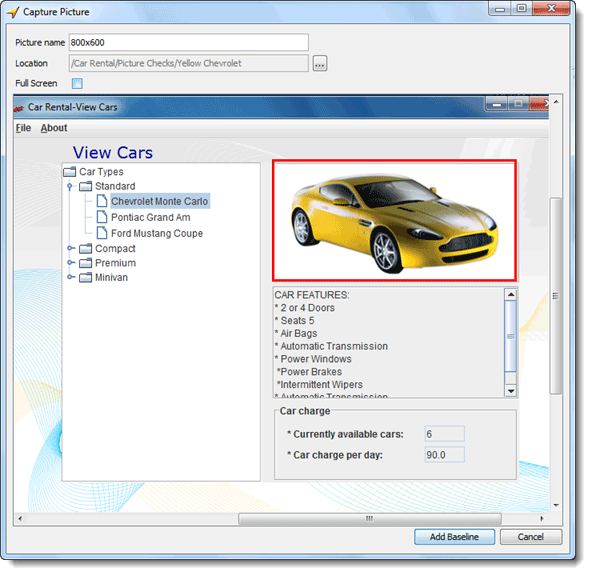 Capture Picture
Picture name 800x600
Location /Car Rental/Picture Checks/Yellow Chevrolet ...
Full Screen
Car Rental-View Cars
File About
View Cars
Car Types
Standard
Chevrolet Monte Carlo
Pontiac Grand Am
Ford Mustang Coupe
Compact
Premium
Minivan
CAR FEATURES:
* 2 or 4 Doors
* Seats 5
* Air Bags
* Automatic Transmission
* Power Windows
*Power Brakes
*Intermittent Wipers
* Automatic Transmission
Car charge
* Currently available cars: 6
* Car charge per day: 90.0
Add Baseline Cancel